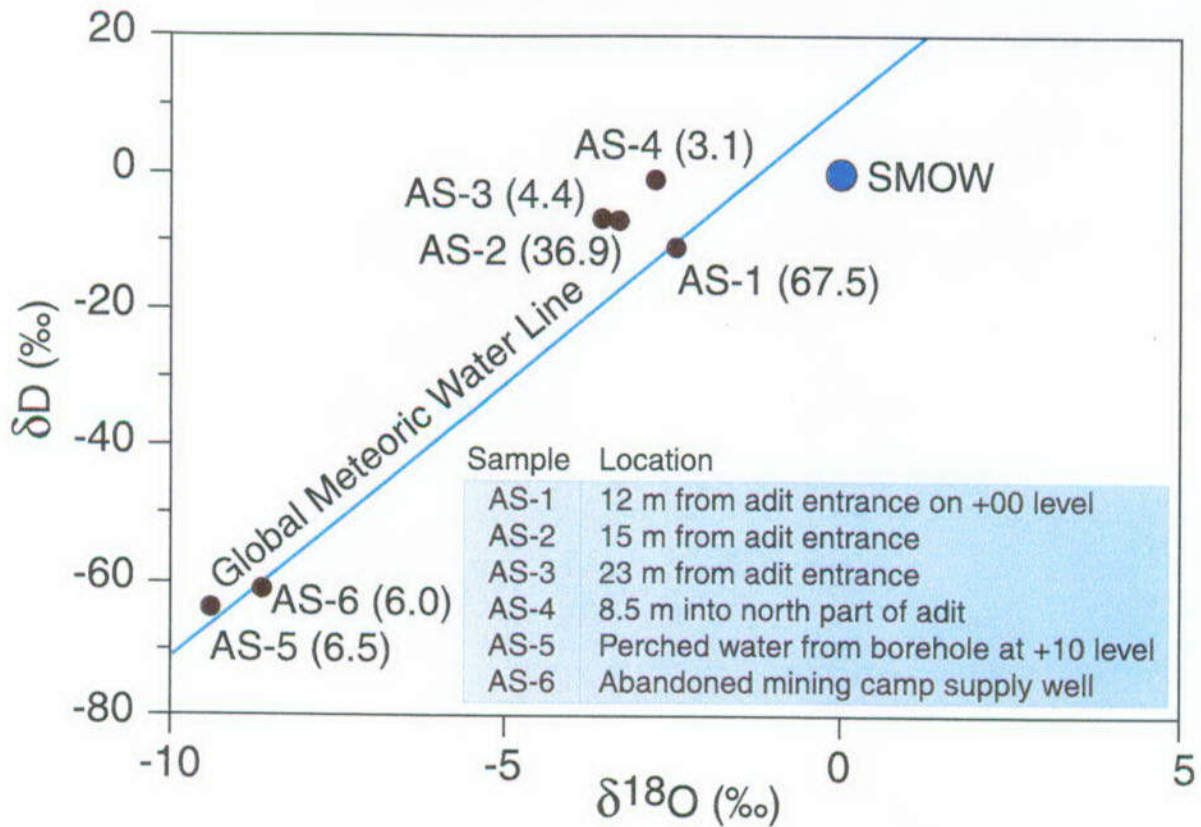 20
0
-20
-40
-60
-80
δD (‰)
AS-4 (3.1)
SMOW
AS-3 (4.4)
AS-2 (36.9)
AS-1 (67.5)
Global Meteoric Water Line
AS-6 (6.0)
AS-5 (6.5)
Sample Location
AS-1 12 m from adit entrance on +00 level
AS-2 15 m from adit entrance
AS-3 23 m from adit entrance
AS-4 8.5 m into north part of adit
AS-5 Perched water from borehole at +10 level
AS-6 Abandoned mining camp supply well
-10 -5 0 5
δ18O (‰)